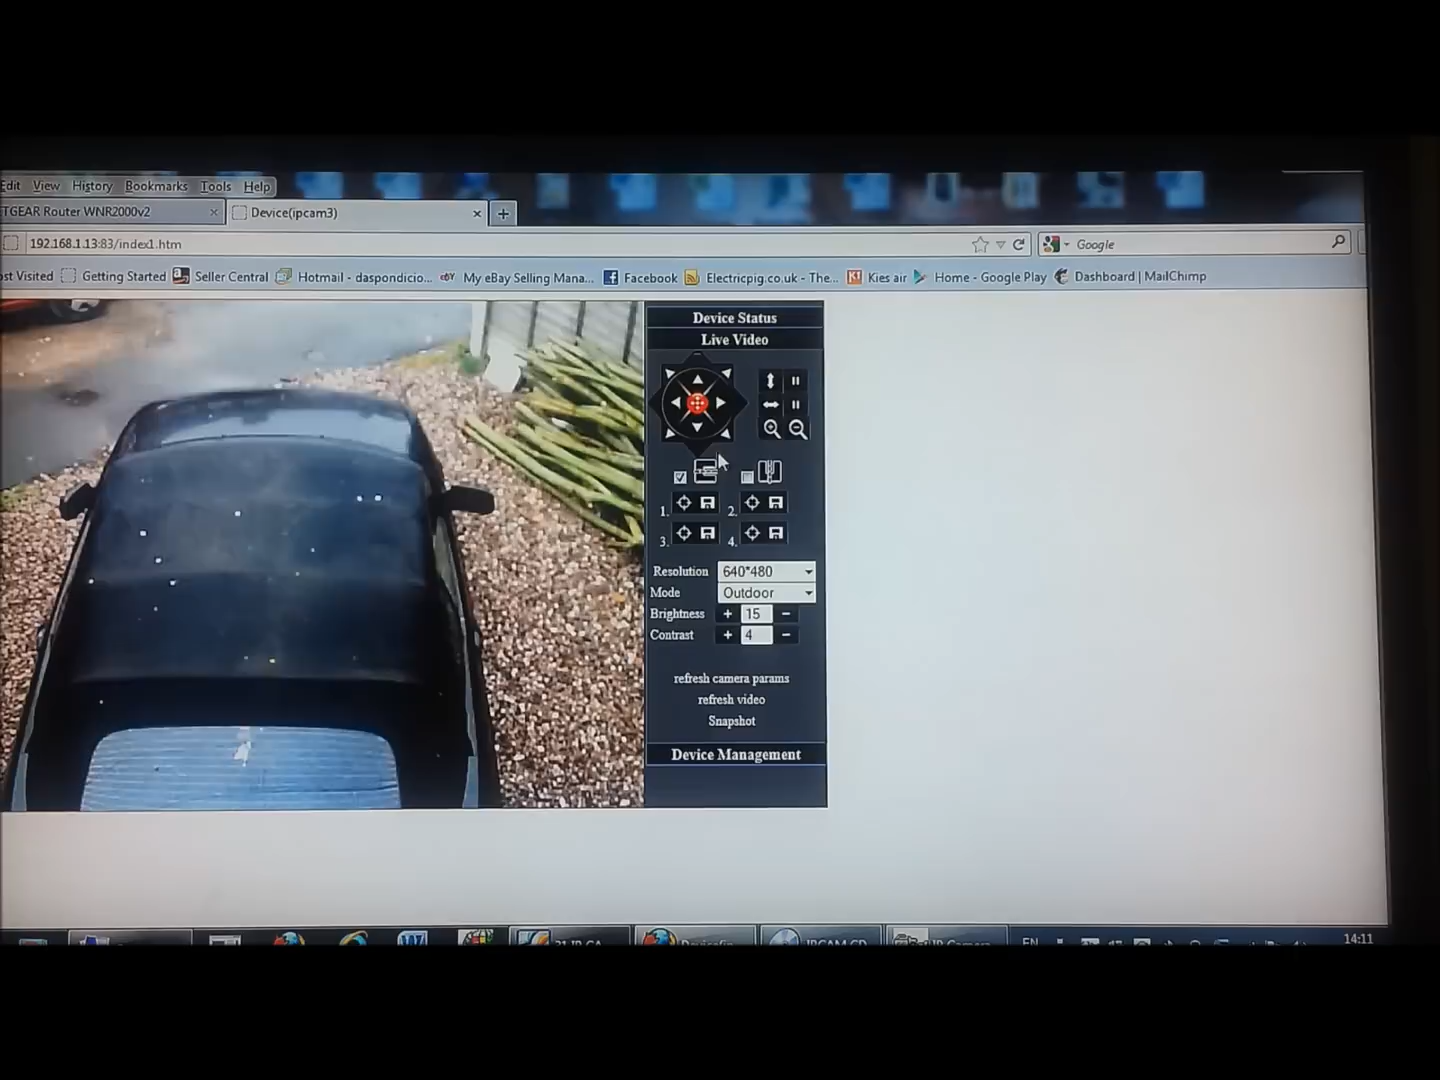 Edit View History Bookmarks Tools Help
TGEAR Router WNR2000v2 × Device(ipcam3) × +
192.168.1.13:83/index1.htm Google
ost Visited Getting Started Seller Central Hotmail - daspondicio... My eBay Selling Mana... Facebook Electricpig.co.uk - The... Kies air Home - Google Play Dashboard | MailChimp
Device Status
Live Video
1. 2.
3. 4.
Resolution 640*480
Mode Outdoor
Brightness + 15 -
Contrast + 4 -
refresh camera params
refresh video
Snapshot
Device Management
EN 14:11